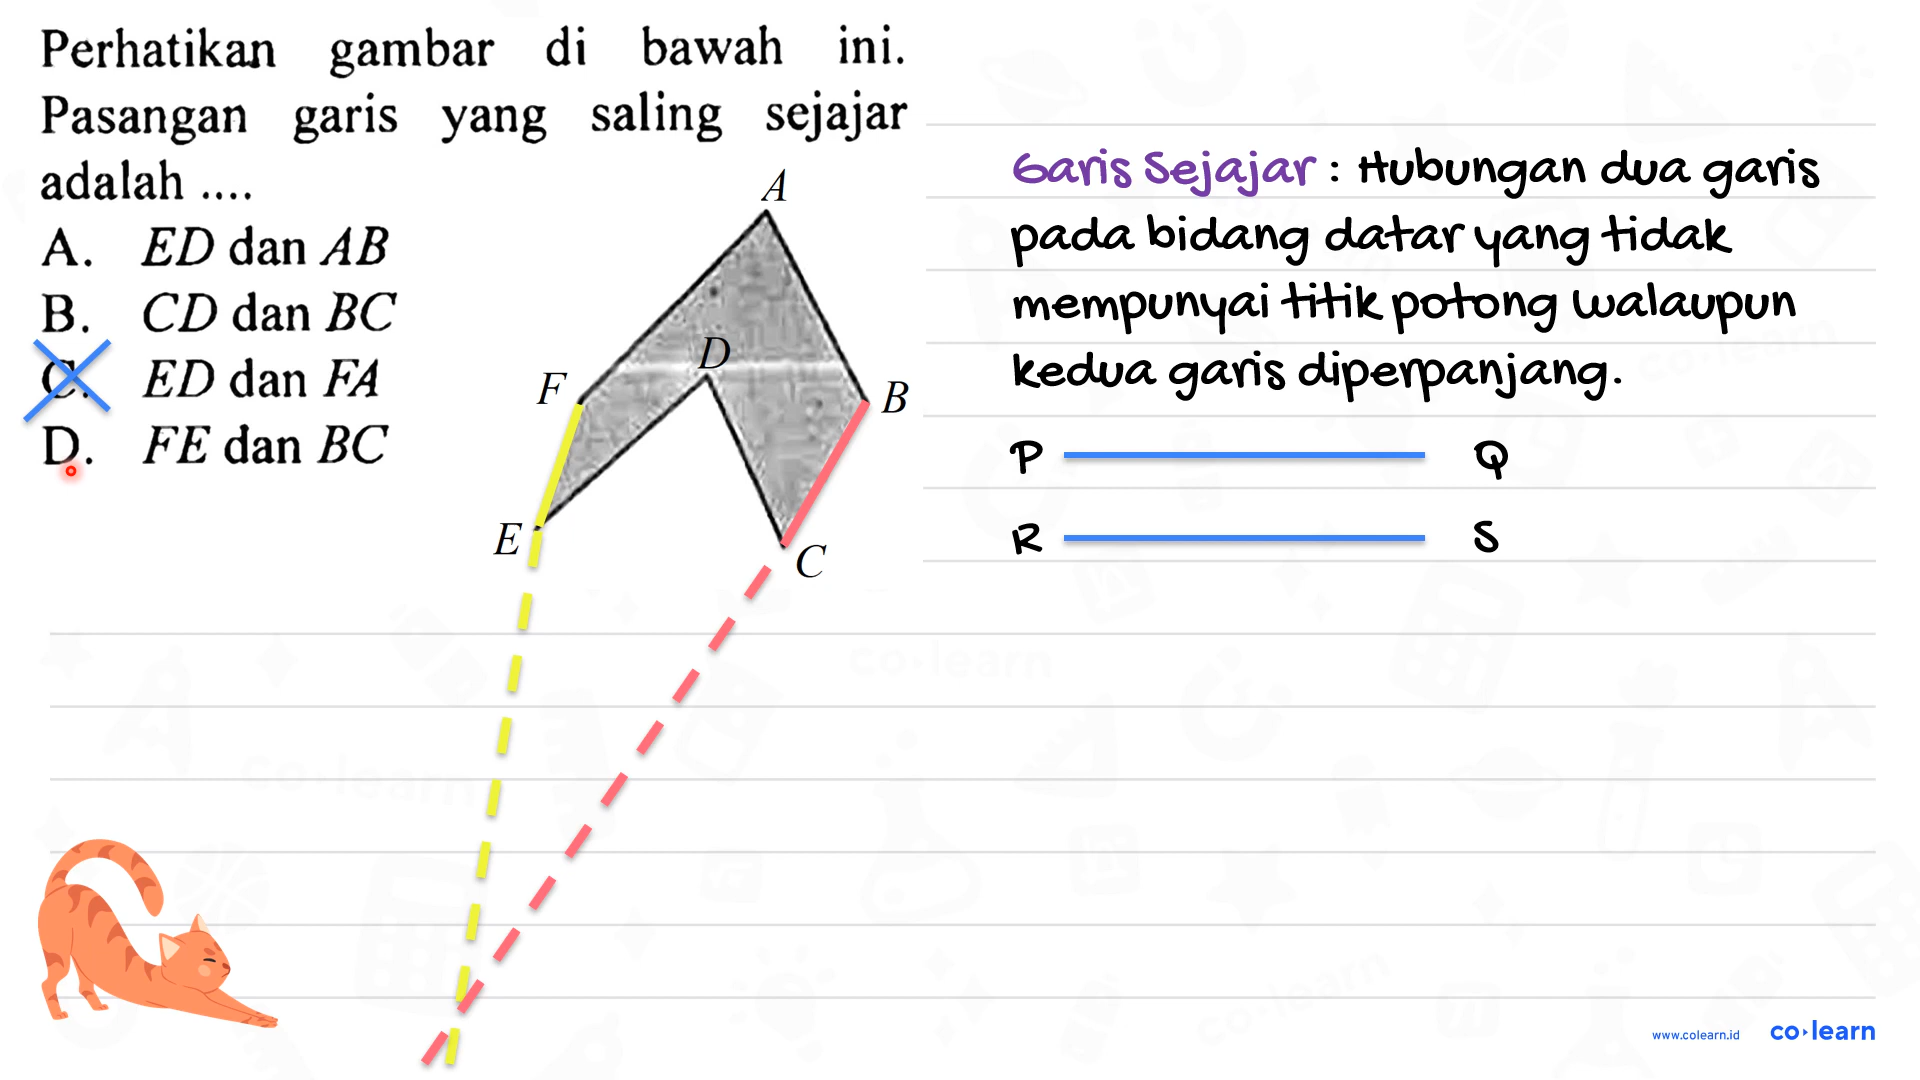 Perhatikan gambar di bawah ini.
Pasangan garis yang saling sejajar
adalah ....
A. ED dan AB
B. CD dan BC
C. ED dan FA
D. FE dan BC
A
D
F
B
E
C
Garis Sejajar : Hubungan dua garis
pada bidang datar yang tidak
mempunyai titik potong walaupun
kedua garis diperpanjang.
P Q
R S
co-learn
www.colearn.id co•learn